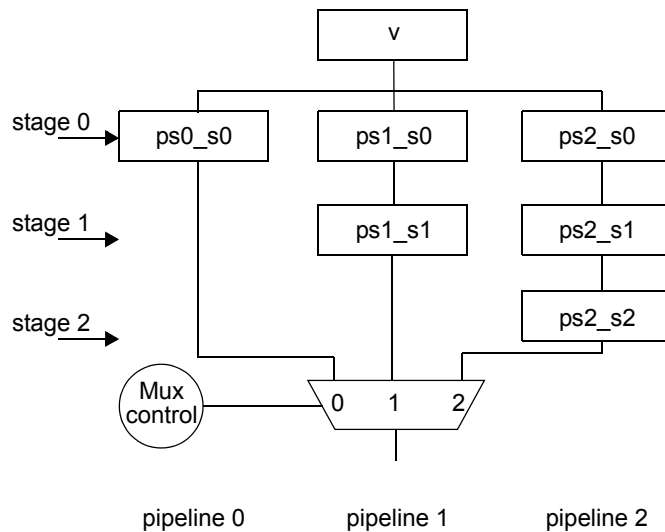 v
stage 0
ps0_s0
ps1_s0
ps2_s0
stage 1
ps1_s1
ps2_s1
stage 2
ps2_s2
Mux
control
0
1
2
pipeline 0
pipeline 1
pipeline 2